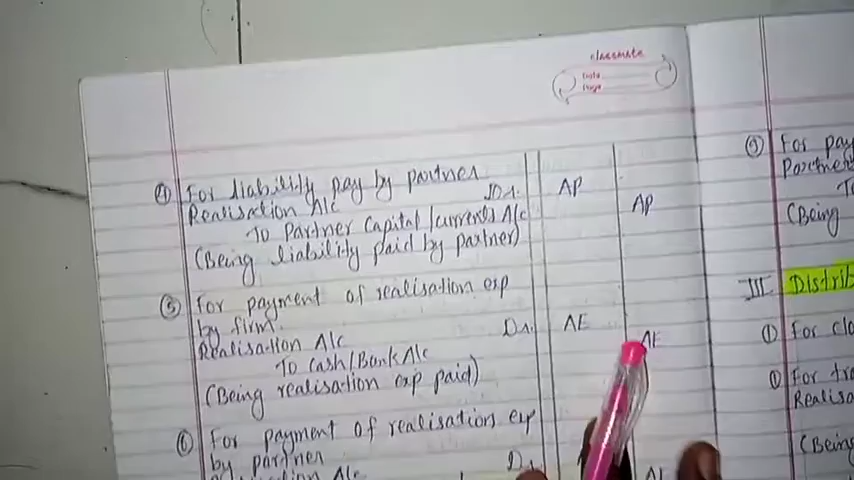 classmate
Date
Page
④ For liability pay by partner
Realisation A/c Dr.
To Partner Capital/currents A/c
(Being liability paid by partner)
AP
AP
⑤ For payment of realisation exp
by firm.
Realisation A/c Dr.
To Cash/Bank A/c
(Being realisation exp paid)
AE
AE
⑥ For payment of realisation exp
by partner
A/c Dr.
For pay
Partner
To
(Being
III Distrib
① For clo
For tra
Realisa
(Being